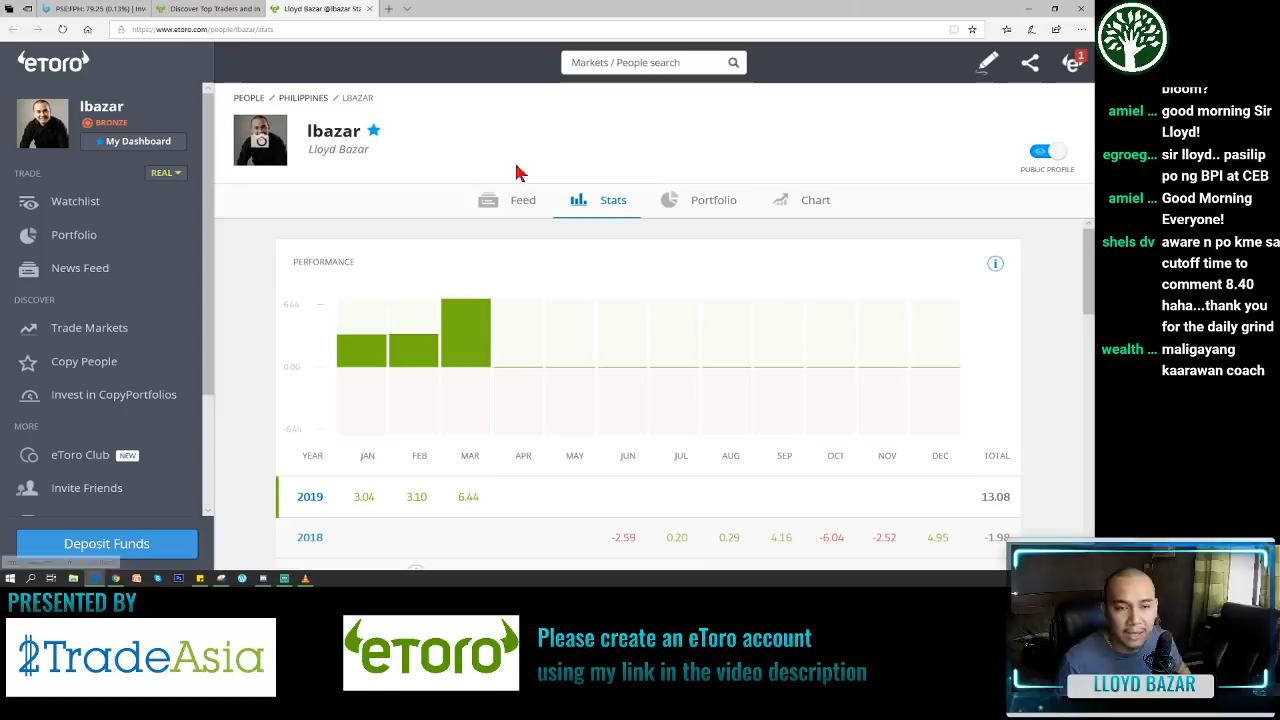 PSE:FPH: 79.25 (0.13%) | Inv
Discover Top Traders and In
Lloyd Bazar @lbazar Stats
https://www.etoro.com/people/lbazar/stats
eToro
Markets / People search
1
lbazar
BRONZE
My Dashboard
TRADE
REAL
Watchlist
Portfolio
News Feed
DISCOVER
Trade Markets
Copy People
Invest in CopyPortfolios
MORE
eToro Club NEW
Invite Friends
Deposit Funds
PEOPLE / PHILIPPINES / LBAZAR
lbazar
Lloyd Bazar
PUBLIC PROFILE
Feed Stats Portfolio Chart
PERFORMANCE
6.44
0.00
-6.44
YEAR JAN FEB MAR APR MAY JUN JUL AUG SEP OCT NOV DEC TOTAL
2019 3.04 3.10 6.44 13.08
2018 -2.59 0.20 0.29 4.16 -6.04 -2.52 4.95 -1.98
bloom?
amiel ... good morning Sir
Lloyd!
egroeg... sir lloyd.. pasilip
po ng BPI at CEB
amiel ... Good Morning
Everyone!
shels dv aware n po kme sa
cutoff time to
comment 8.40
haha...thank you
for the daily grind
wealth ... maligayang
kaarawan coach
PRESENTED BY
2TradeAsia
eToro
Please create an eToro account
using my link in the video description
LLOYD BAZAR